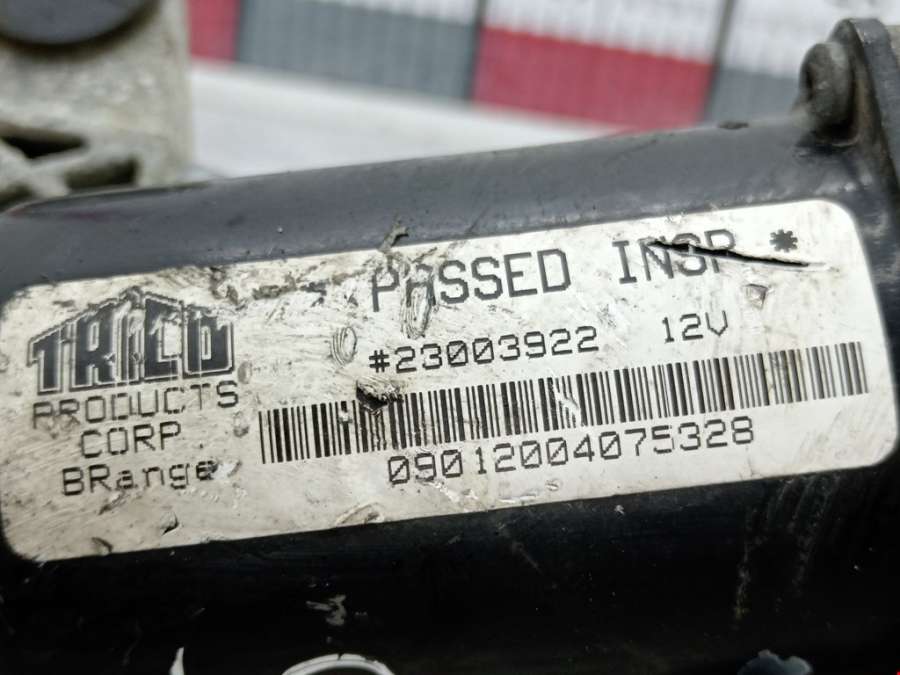 TRICO
PRODUCTS
CORP.
BRange
PASSED INSP *
#23003922 12V
09012004075328